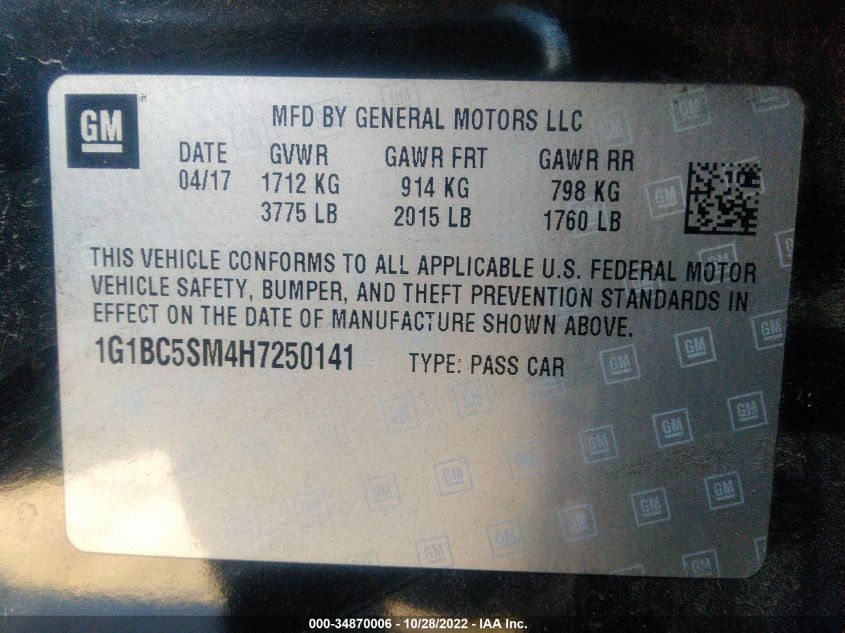 GM
MFD BY GENERAL MOTORS LLC
DATE GVWR GAWR FRT GAWR RR
04/17 1712 KG 914 KG 798 KG
3775 LB 2015 LB 1760 LB
THIS VEHICLE CONFORMS TO ALL APPLICABLE U.S. FEDERAL MOTOR
VEHICLE SAFETY, BUMPER, AND THEFT PREVENTION STANDARDS IN
EFFECT ON THE DATE OF MANUFACTURE SHOWN ABOVE.
1G1BC5SM4H7250141 TYPE: PASS CAR
000-34870006 - 10/28/2022 - IAA Inc.